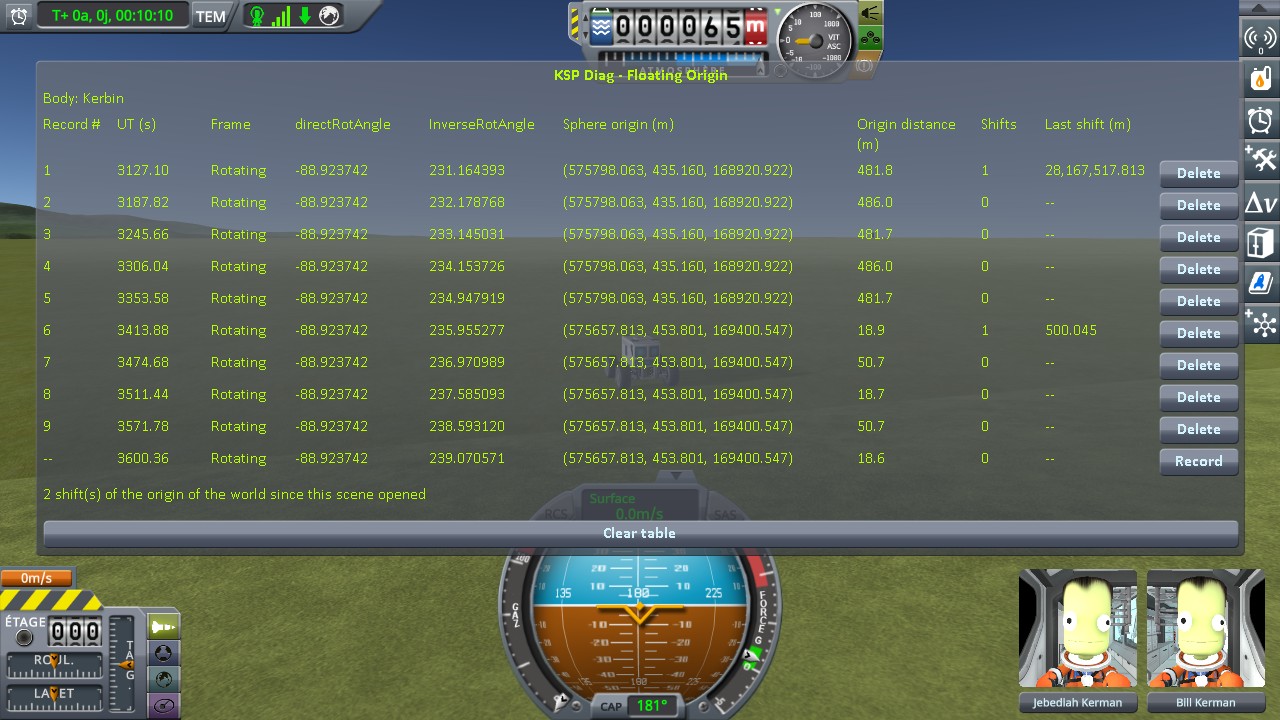 T+ 0a, 0j, 00:10:10 TEM
000065 m
VIT
ASC
ATMOSPHÈRE
KSP Diag - Floating Origin
Body: Kerbin
Record # UT (s) Frame directRotAngle InverseRotAngle Sphere origin (m) Origin distance (m) Shifts Last shift (m)
1 3127.10 Rotating -88.923742 231.164393 (575798.063, 435.160, 168920.922) 481.8 1 28,167,517.813 Delete
2 3187.82 Rotating -88.923742 232.178768 (575798.063, 435.160, 168920.922) 486.0 0 -- Delete
3 3245.66 Rotating -88.923742 233.145031 (575798.063, 435.160, 168920.922) 481.7 0 -- Delete
4 3306.04 Rotating -88.923742 234.153726 (575798.063, 435.160, 168920.922) 486.0 0 -- Delete
5 3353.58 Rotating -88.923742 234.947919 (575798.063, 435.160, 168920.922) 481.7 0 -- Delete
6 3413.88 Rotating -88.923742 235.955277 (575657.813, 453.801, 169400.547) 18.9 1 500.045 Delete
7 3474.68 Rotating -88.923742 236.970989 (575657.813, 453.801, 169400.547) 50.7 0 -- Delete
8 3511.44 Rotating -88.923742 237.585093 (575657.813, 453.801, 169400.547) 18.7 0 -- Delete
9 3571.78 Rotating -88.923742 238.593120 (575657.813, 453.801, 169400.547) 50.7 0 -- Delete
-- 3600.36 Rotating -88.923742 239.070571 (575657.813, 453.801, 169400.547) 18.6 0 -- Record
2 shift(s) of the origin of the world since this scene opened
Surface
RCS 0.0m/s SAS
Clear table
0m/s
ÉTAGE 000
ROUL.
LACET
TANG
GAZ
FORCE G
135 180 225
CAP 181°
Δv
Jebediah Kerman Bill Kerman